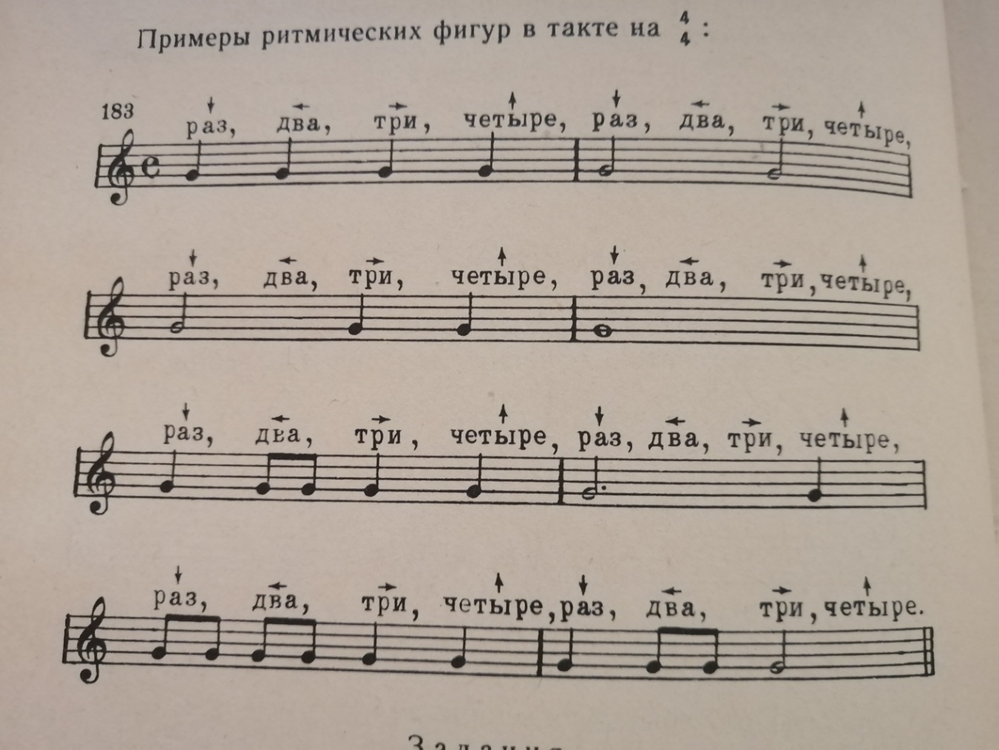 Примеры ритмических фигур в такте на 4/4 :
183
раз, два, три, четыре, раз, два, три, четыре,
раз, два, три, четыре, раз, два, три, четыре,
раз, два, три, четыре, раз, два, три, четыре,
раз, два, три, четыре, раз, два, три, четыре.
Задания